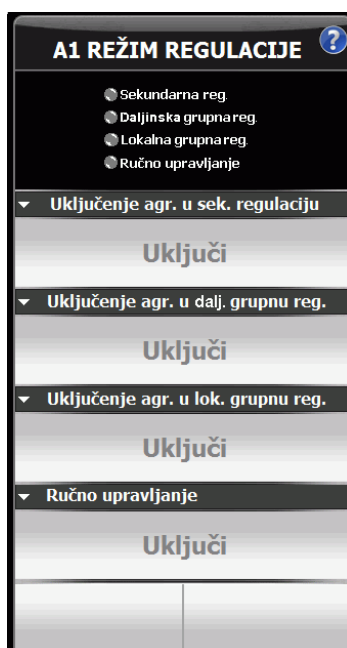 A1 REŽIM REGULACIJE ?
Sekundarna reg.
Daljinska grupna reg.
Lokalna grupna reg.
Ručno upravljanje
Uključenje agr. u sek. regulaciju
Uključi
Uključenje agr. u dalj. grupnu reg.
Uključi
Uključenje agr. u lok. grupnu reg.
Uključi
Ručno upravljanje
Uključi